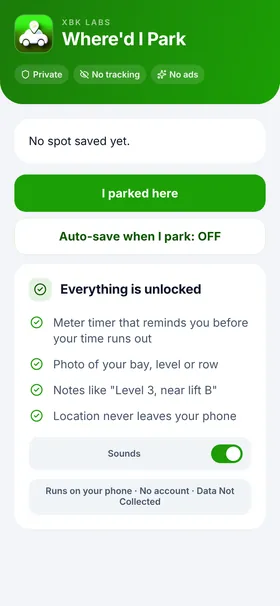 XBK LABS
Where'd I Park
Private
No tracking
No ads
No spot saved yet.
I parked here
Auto-save when I park: OFF
Everything is unlocked
Meter timer that reminds you before
your time runs out
Photo of your bay, level or row
Notes like "Level 3, near lift B"
Location never leaves your phone
Sounds
Runs on your phone · No account · Data Not
Collected